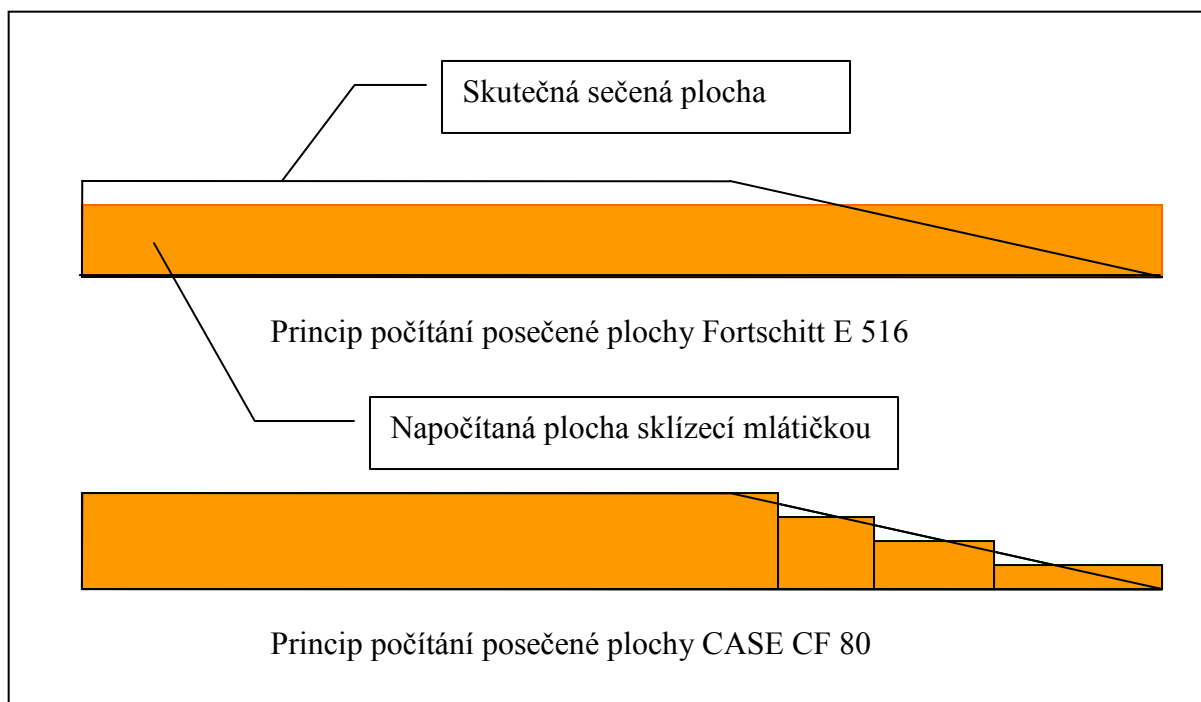 Skutečná sečená plocha
Princip počítání posečené plochy Fortschitt E 516
Napočítaná plocha sklízecí mlátičkou
Princip počítání posečené plochy CASE CF 80